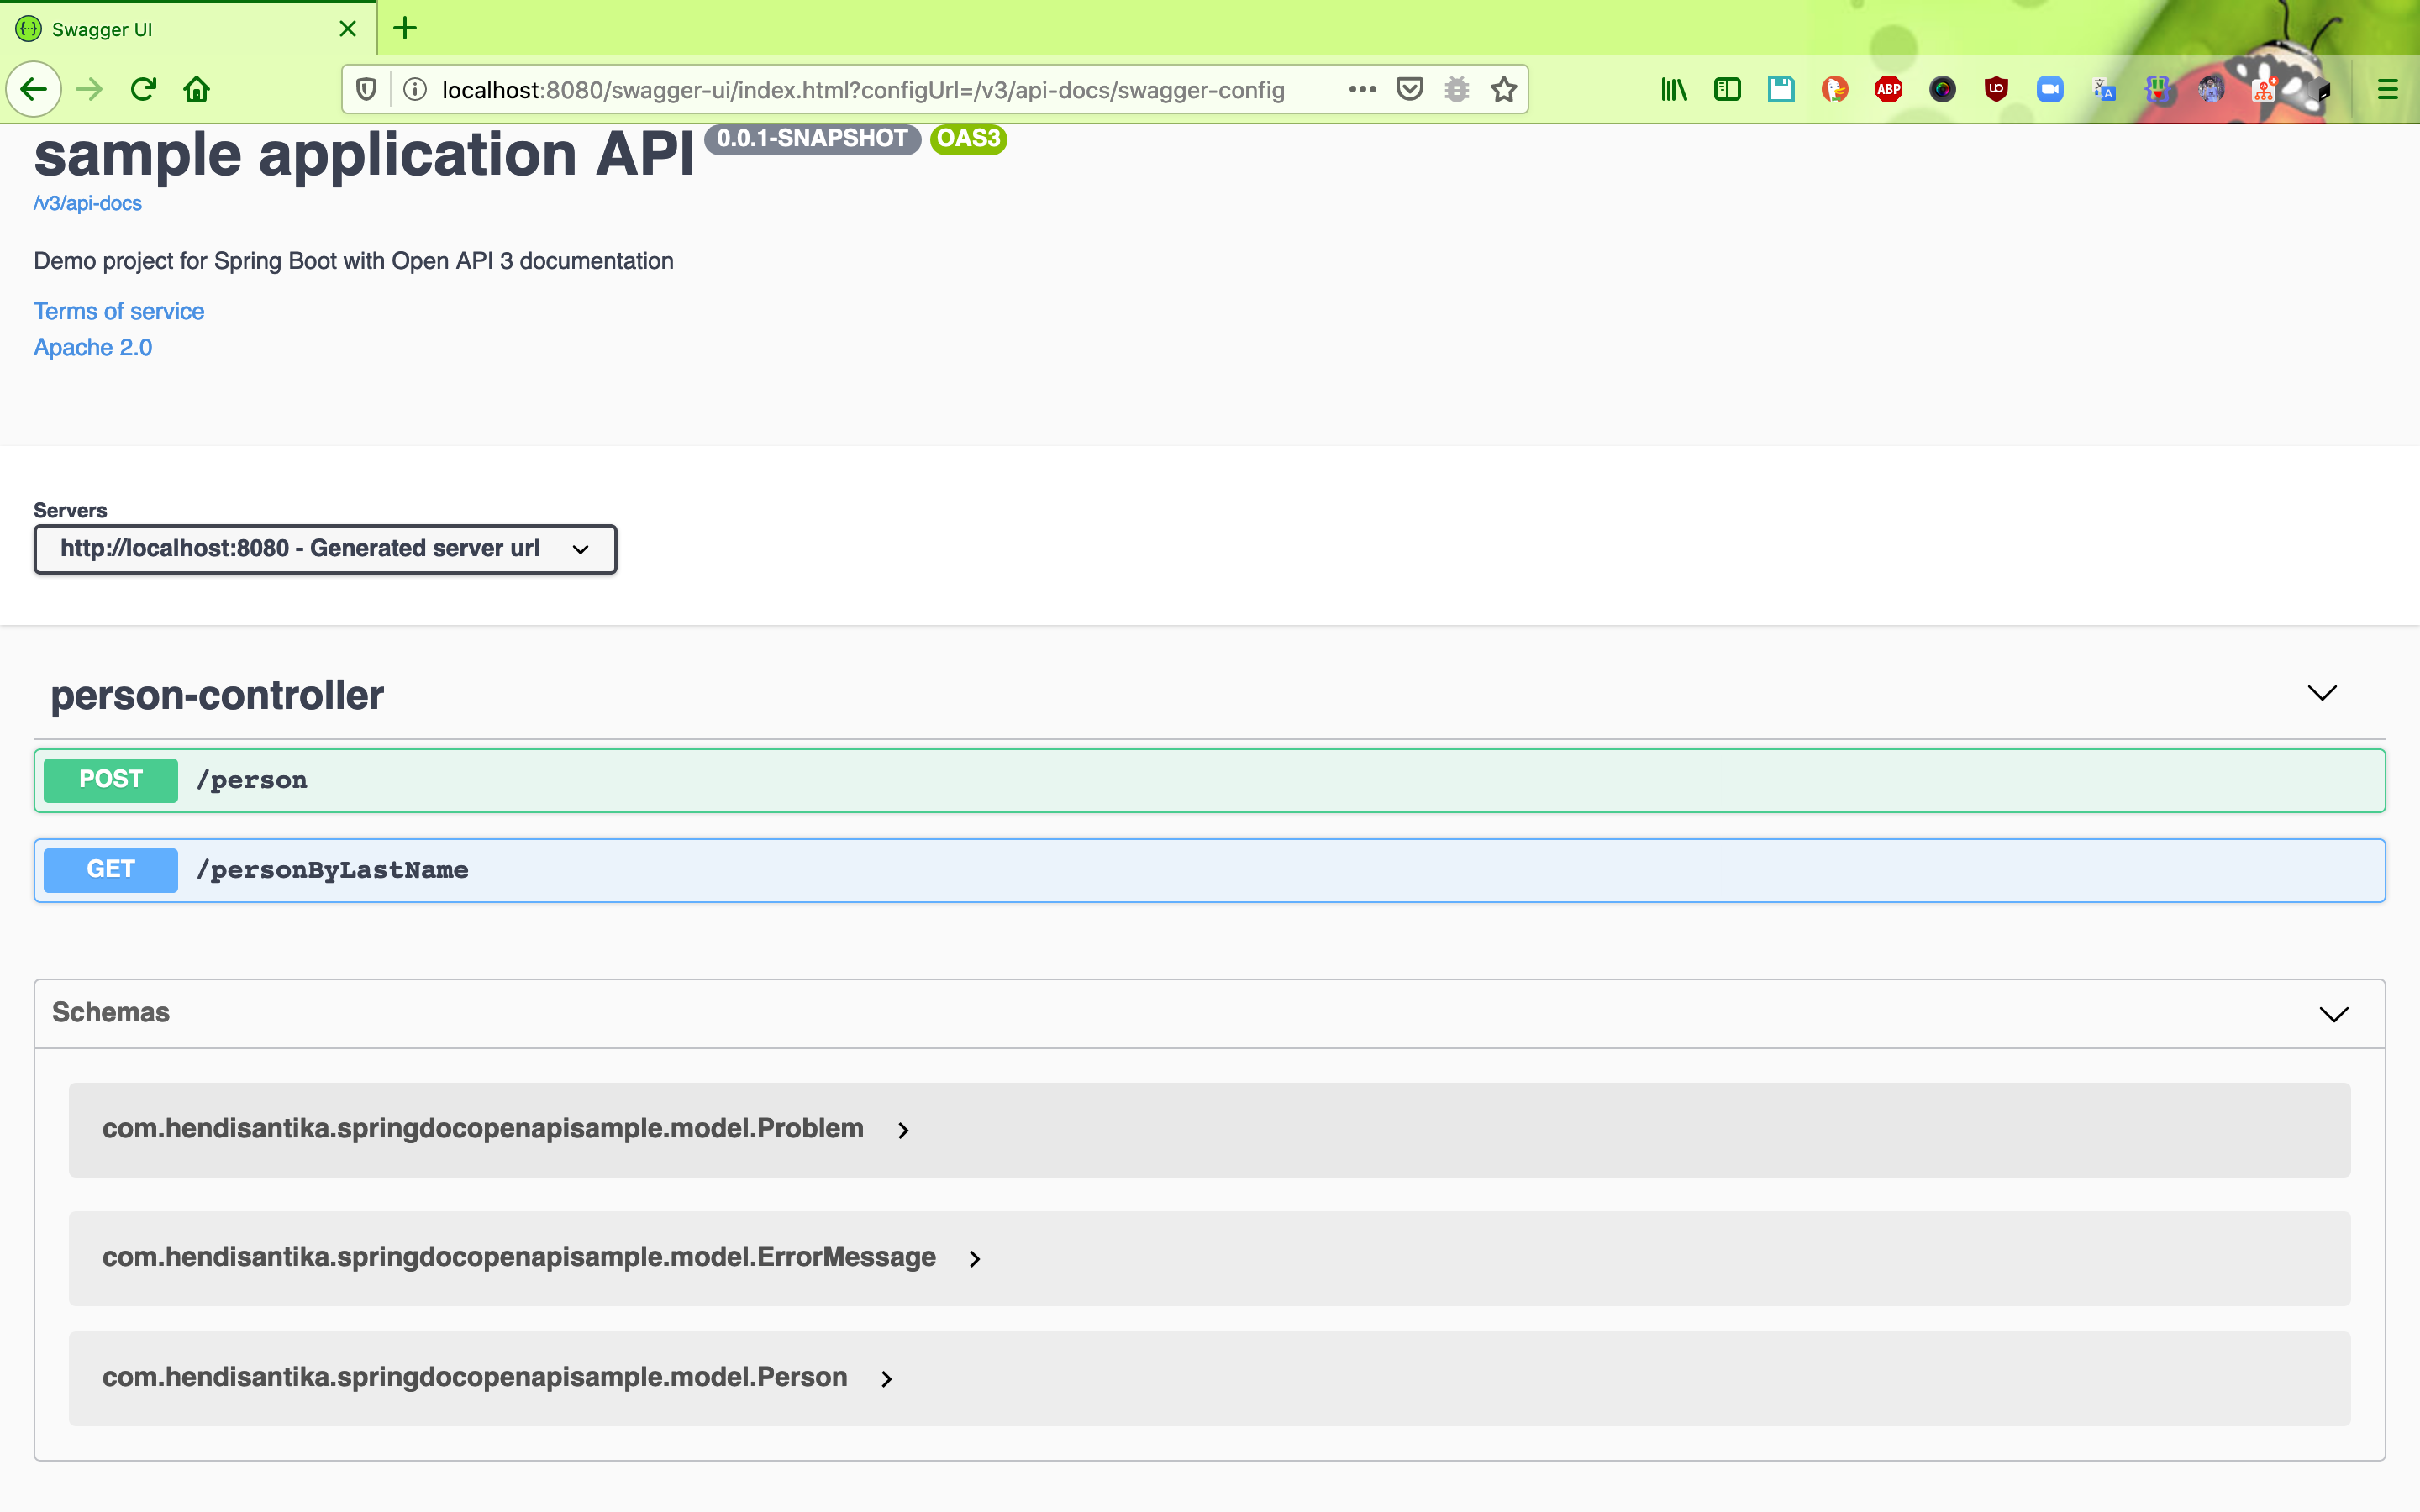 Swagger UI
localhost:8080/swagger-ui/index.html?configUrl=/v3/api-docs/swagger-config
ABP
sample application API 0.0.1-SNAPSHOT OAS3
/v3/api-docs
Demo project for Spring Boot with Open API 3 documentation
Terms of service
Apache 2.0
Servers
http://localhost:8080 - Generated server url
person-controller
POST /person
GET /personByLastName
Schemas
com.hendisantika.springdocopenapisample.model.Problem
com.hendisantika.springdocopenapisample.model.ErrorMessage
com.hendisantika.springdocopenapisample.model.Person